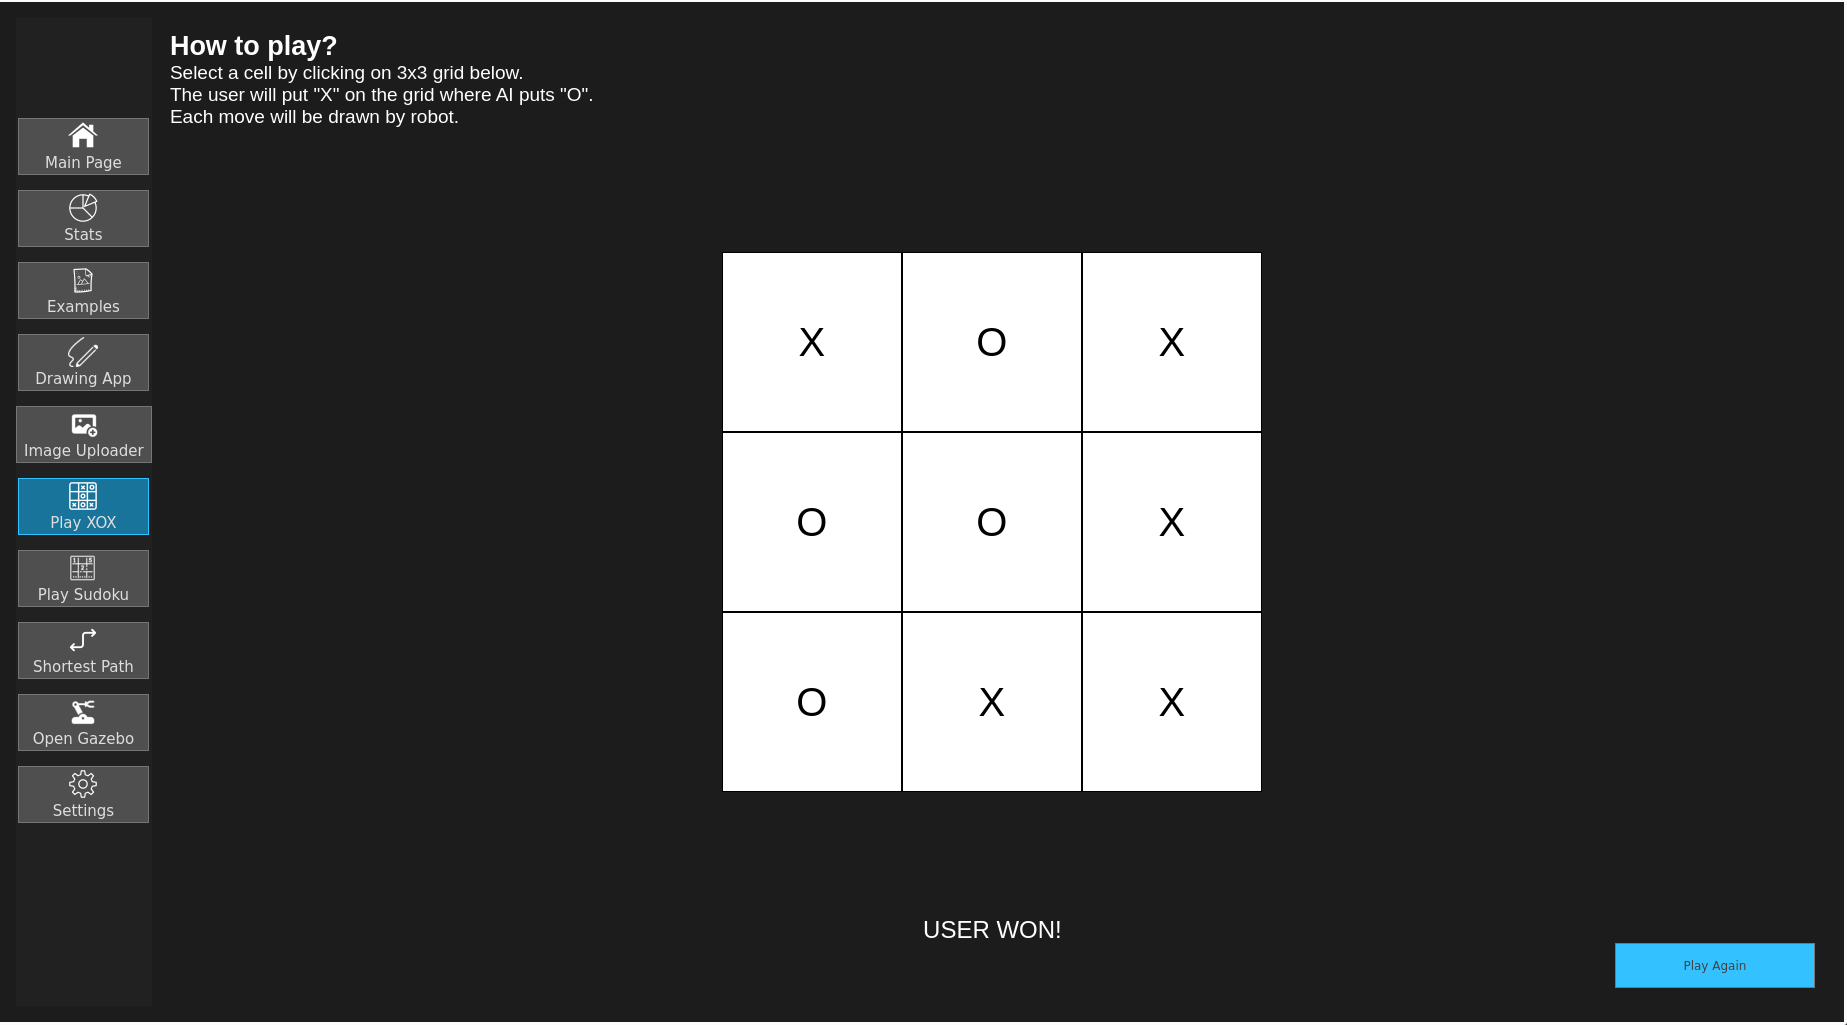 How to play?
Select a cell by clicking on 3x3 grid below.
The user will put "X" on the grid where AI puts "O".
Each move will be drawn by robot.
Main Page
Stats
Examples
Drawing App
Image Uploader
Play XOX
Play Sudoku
Shortest Path
Open Gazebo
Settings
X O X
O O X
O X X
USER WON!
Play Again